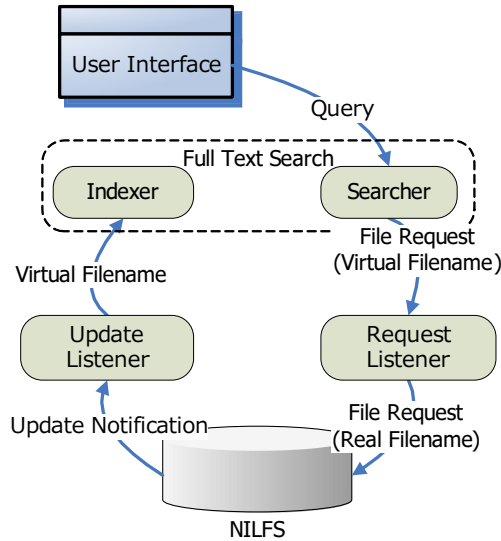 User Interface
Query
Full Text Search
Indexer
Searcher
File Request
(Virtual Filename)
Virtual Filename
Update
Listener
Request
Listener
Update Notification
File Request
(Real Filename)
NILFS